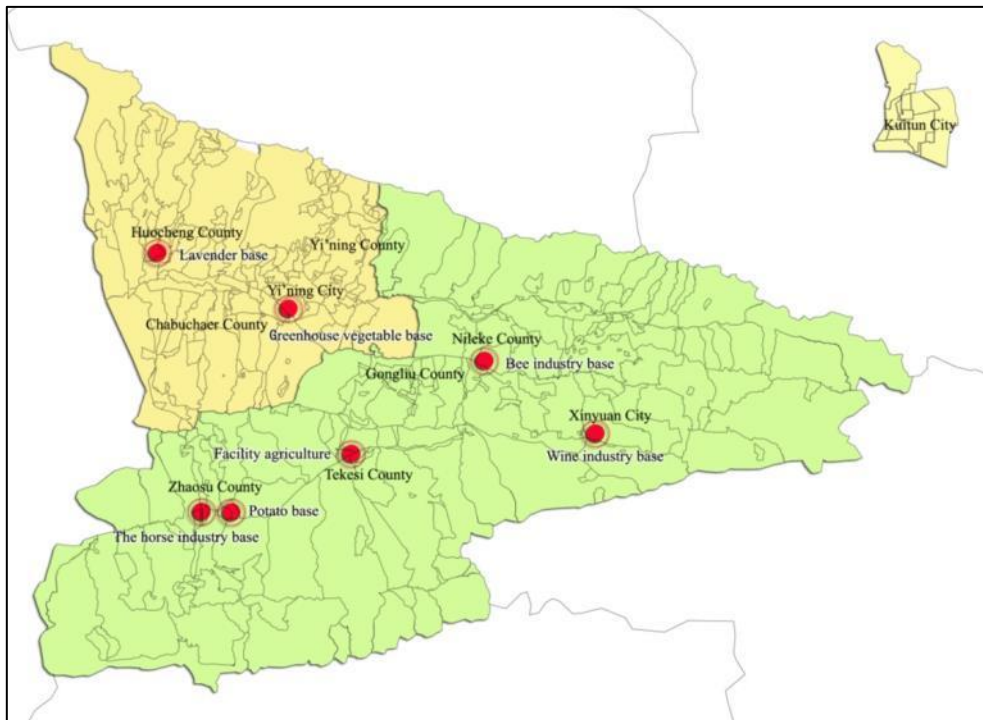 Kuitun City
Huocheng County
Lavender base
Yi'ning County
Yi'ning City
Chabuchaer County
Greenhouse vegetable base
Nileke County
Bee industry base
Gongliu County
Xinyuan City
Wine industry base
Facility agriculture
Tekesi County
Zhaosu County
Potato base
The horse industry base